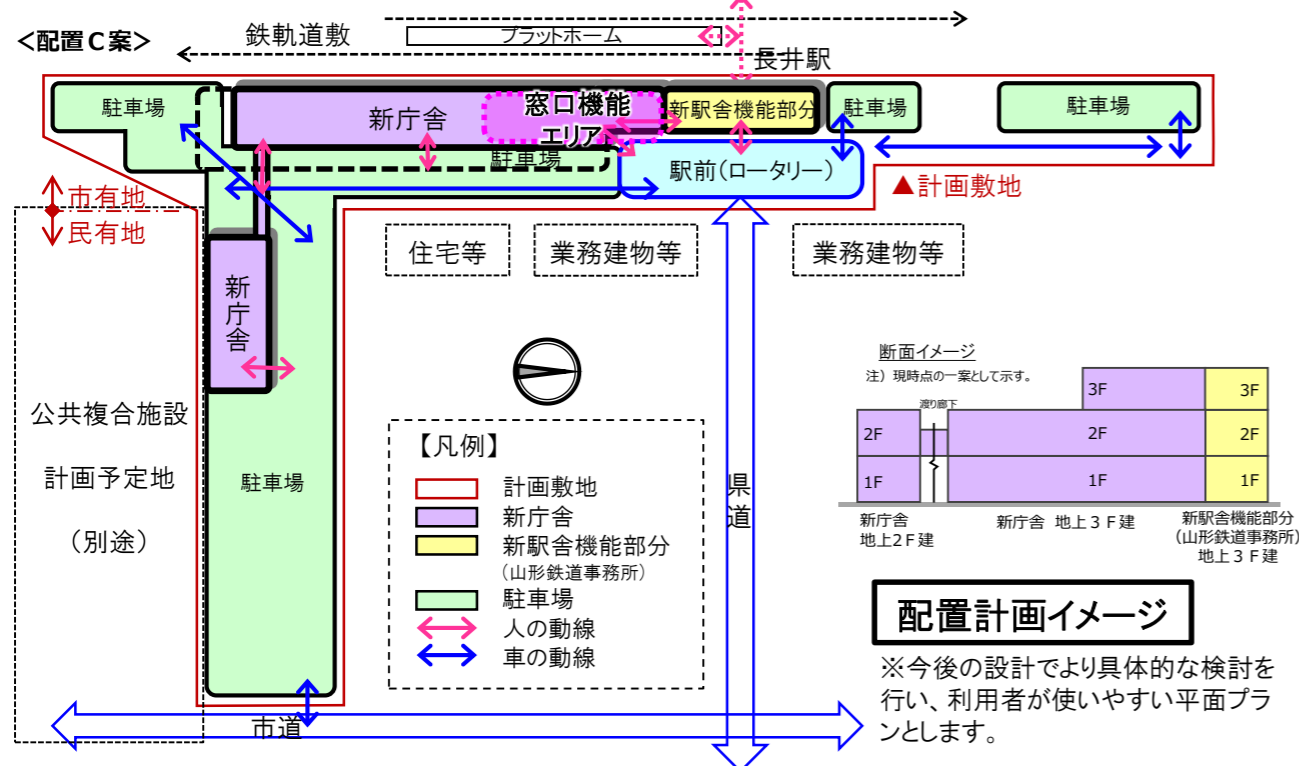 <配置C案>
鉄軌道敷
プラットホーム
長井駅
駐車場
新庁舎
窓口機能
エリア
新駅舎機能部分
駐車場
駐車場
駐車場
駅前(ロータリー)
▲計画敷地
市有地
民有地
住宅等
業務建物等
業務建物等
新庁舎
公共複合施設
計画予定地
(別途)
駐車場
【凡例】
計画敷地
新庁舎
新駅舎機能部分
(山形鉄道事務所)
駐車場
人の動線
車の動線
県道
市道
断面イメージ
注）現時点の一案として示す。
渡り廊下
3F
3F
2F
2F
2F
1F
1F
1F
新庁舎
地上2F建
新庁舎 地上3F建
新駅舎機能部分
(山形鉄道事務所)
地上3F建
配置計画イメージ
※今後の設計でより具体的な検討を
行い、利用者が使いやすい平面プラ
ンとします。